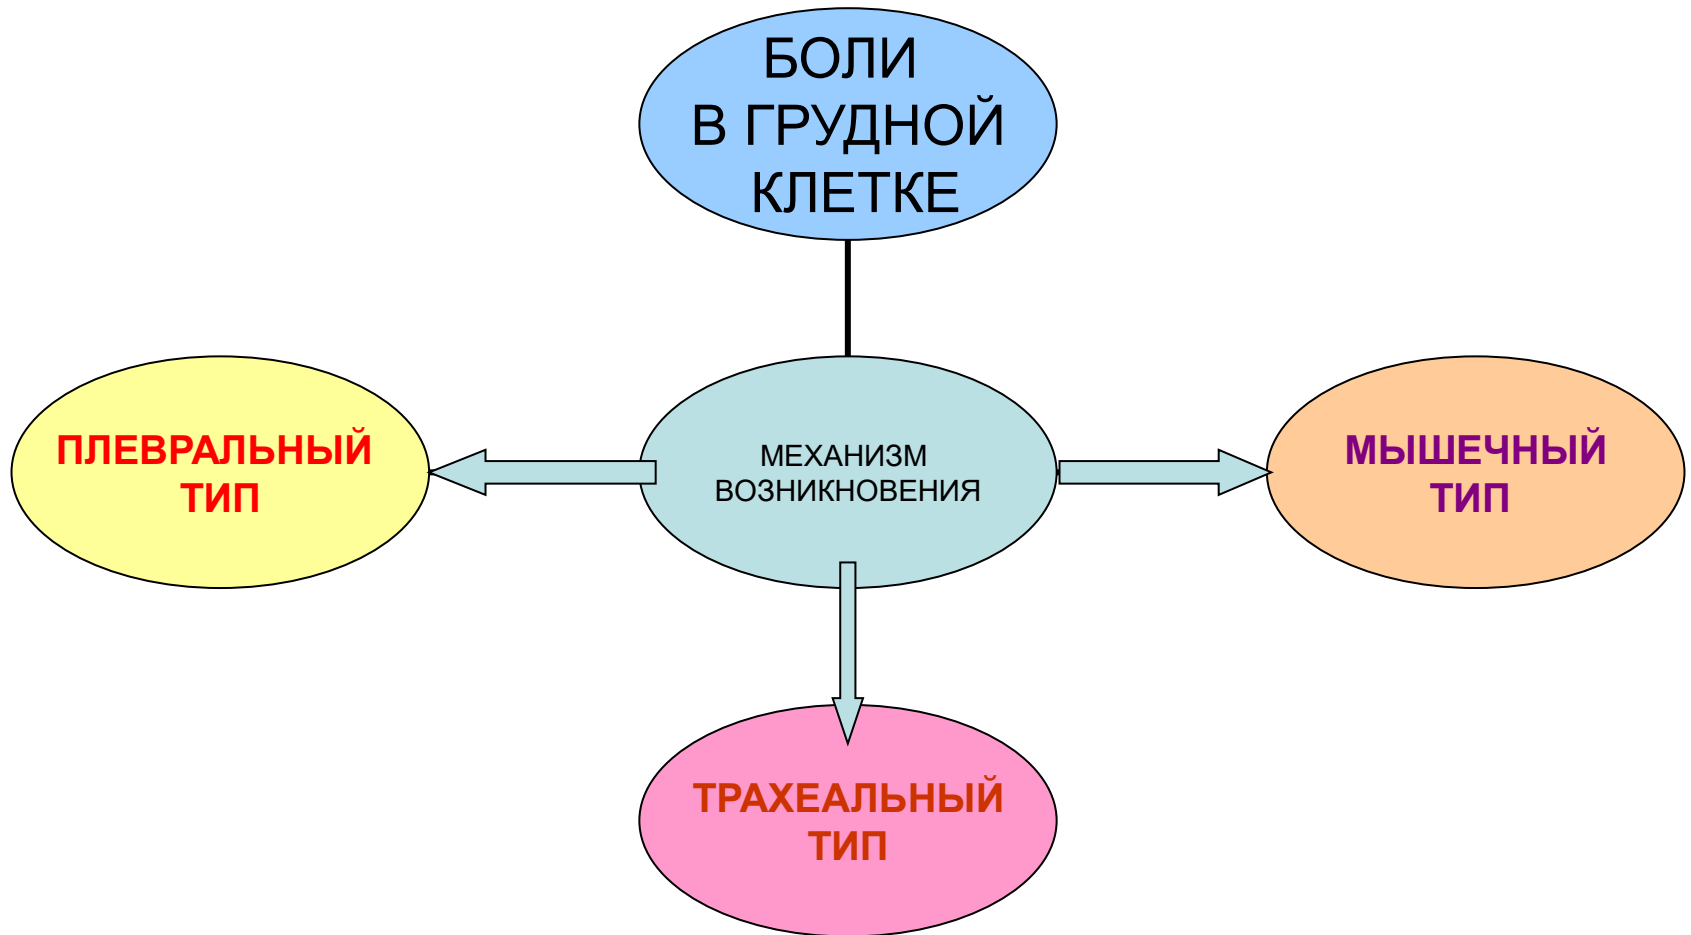 БОЛИ
В ГРУДНОЙ
КЛЕТКЕ
ПЛЕВРАЛЬНЫЙ
ТИП
МЕХАНИЗМ
ВОЗНИКНОВЕНИЯ
МЫШЕЧНЫЙ
ТИП
ТРАХЕАЛЬНЫЙ
ТИП